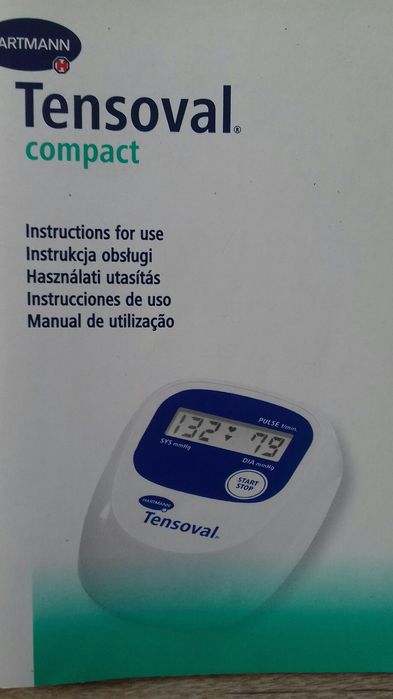 ARTMANN
H
Tensoval®
compact
Instructions for use
Instrukcja obsługi
Használati utasítás
Instrucciones de uso
Manual de utilização
PULSE 1/min.
132 79
SYS mmHg
DIA mmHg
START
STOP
HARTMANN
Tensoval®